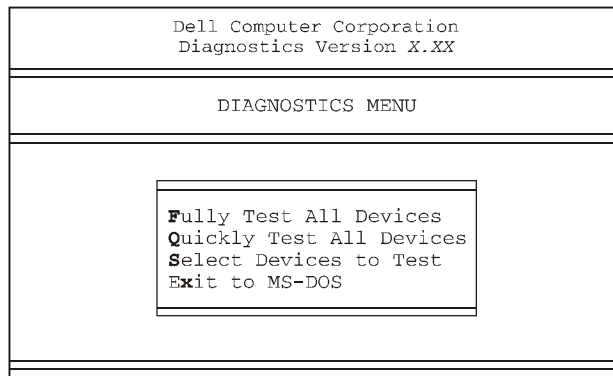 Dell Computer Corporation
Diagnostics Version X.XX
DIAGNOSTICS MENU
Fully Test All Devices
Quickly Test All Devices
Select Devices to Test
Exit to MS-DOS